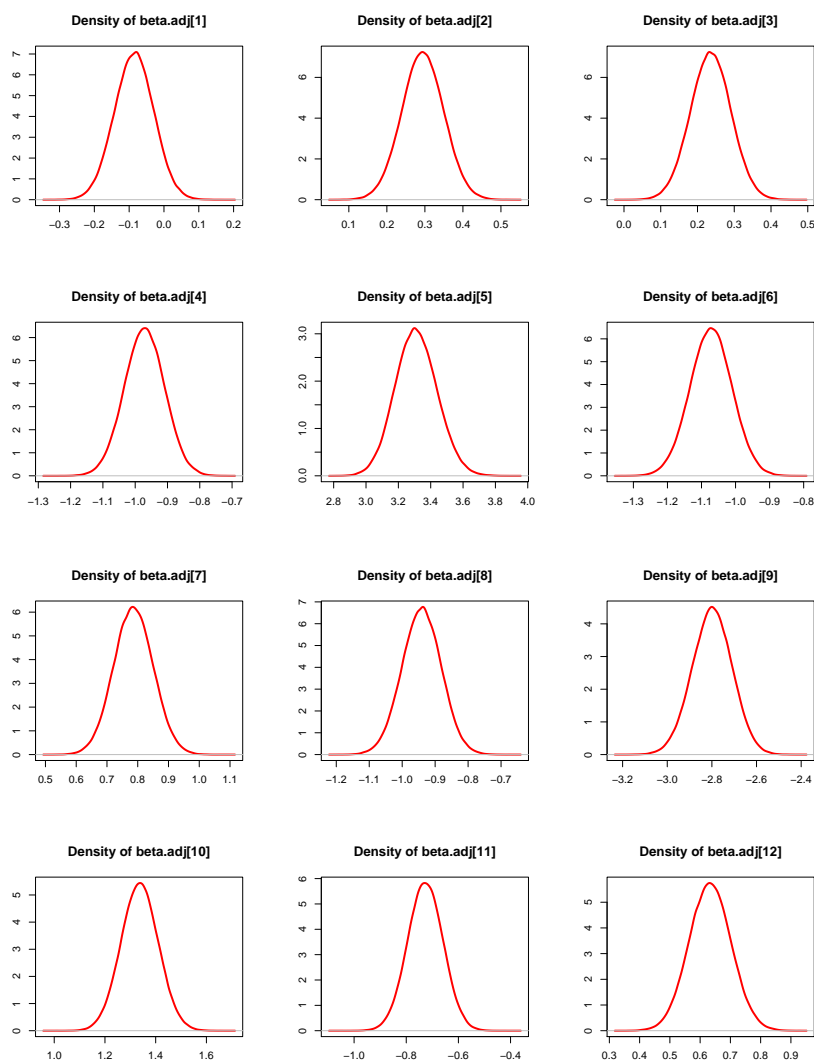 Density of beta.adj[1]
Density of beta.adj[2]
Density of beta.adj[3]
0 1 2 3 4 5 6 7
0 2 4 6
0 2 4 6
−0.3 −0.2 −0.1 0.0 0.1 0.2
0.1 0.2 0.3 0.4 0.5
0.0 0.1 0.2 0.3 0.4 0.5
Density of beta.adj[4]
Density of beta.adj[5]
Density of beta.adj[6]
0 1 2 3 4 5 6
0.0 1.0 2.0 3.0
0 1 2 3 4 5 6
−1.3 −1.1 −1.0 −0.9 −0.8 −0.7
2.8 3.0 3.2 3.4 3.6 3.8 4.0
−1.3 −1.1 −1.0 −0.9 −0.8
Density of beta.adj[7]
Density of beta.adj[8]
Density of beta.adj[9]
0 1 2 3 4 5 6
0 1 2 3 4 5 6 7
0 1 2 3 4
0.5 0.6 0.7 0.8 0.9 1.0 1.1
−1.2 −1.1 −1.0 −0.9 −0.8 −0.7
−3.2 −3.0 −2.8 −2.6 −2.4
Density of beta.adj[10]
Density of beta.adj[11]
Density of beta.adj[12]
0 1 2 3 4 5
0 1 2 3 4 5 6
0 1 2 3 4 5
1.0 1.2 1.4 1.6
−1.0 −0.8 −0.6 −0.4
0.3 0.4 0.5 0.6 0.7 0.8 0.9